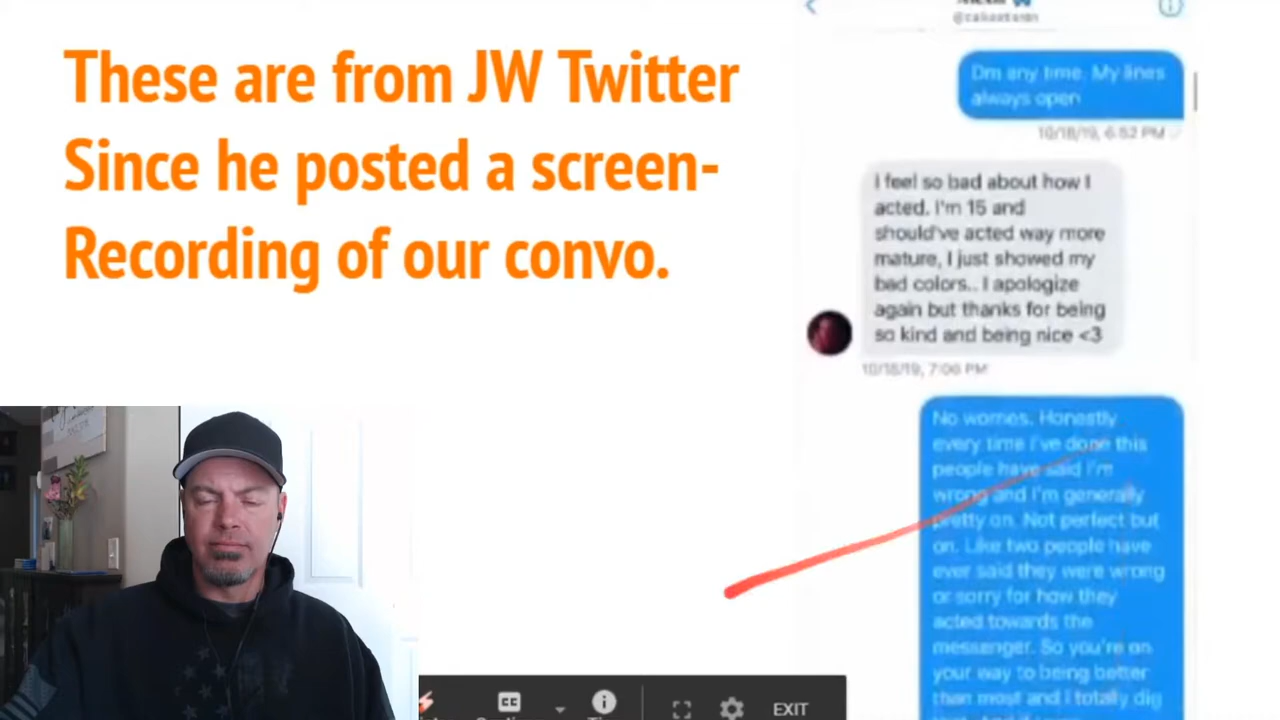 These are from JW Twitter
Since he posted a screen-
Recording of our convo.
Dm any time. My lines
always open
10/18/19, 6:52 PM
I feel so bad about how I
acted. I'm 15 and
should've acted way more
mature, I just showed my
bad colors.. I apologize
again but thanks for being
so kind and being nice <3
10/18/19, 7:06 PM
No worries. Honestly
every time I've done this
people have said I'm
wrong and I'm generally
pretty on. Not perfect but
on. Like two people have
ever said they were wrong
or sorry for how they
acted towards the
messenger. So you're on
your way to being better
than most and I totally dig
CC
EXIT